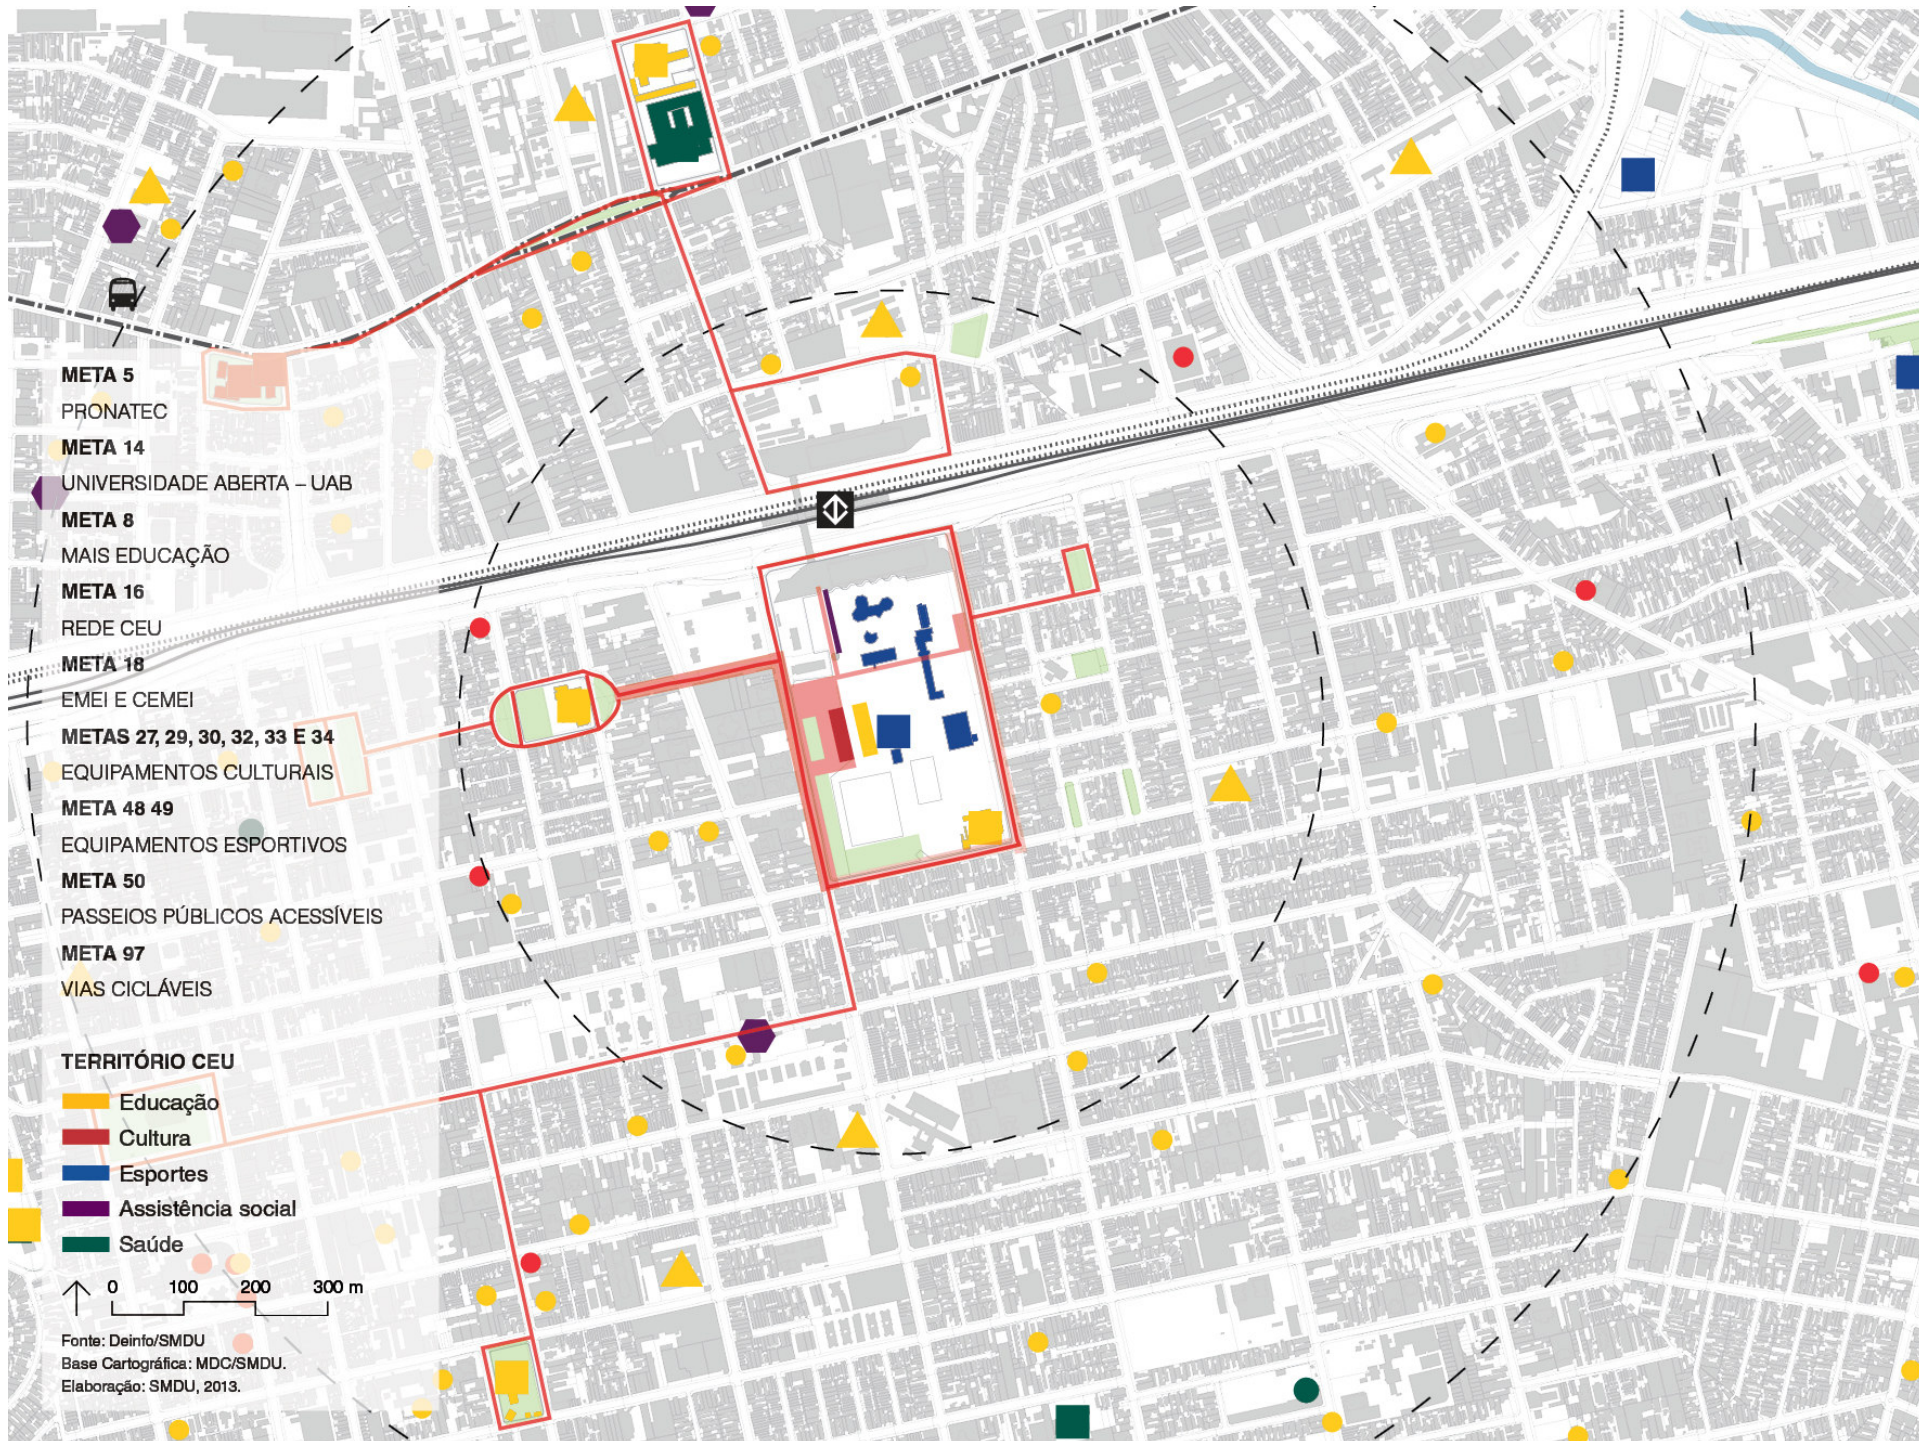 META 5
PRONATEC
META 14
UNIVERSIDADE ABERTA – UAB
META 8
MAIS EDUCAÇÃO
META 16
REDE CEU
META 18
EMEI E CEMEI
METAS 27, 29, 30, 32, 33 E 34
EQUIPAMENTOS CULTURAIS
META 48 49
EQUIPAMENTOS ESPORTIVOS
META 50
PASSEIOS PÚBLICOS ACESSÍVEIS
META 97
VIAS CICLÁVEIS
TERRITÓRIO CEU
Educação
Cultura
Esportes
Assistência social
Saúde
0 100 200 300 m
Fonte: Deinfo/SMDU
Base Cartográfica: MDC/SMDU.
Elaboração: SMDU, 2013.